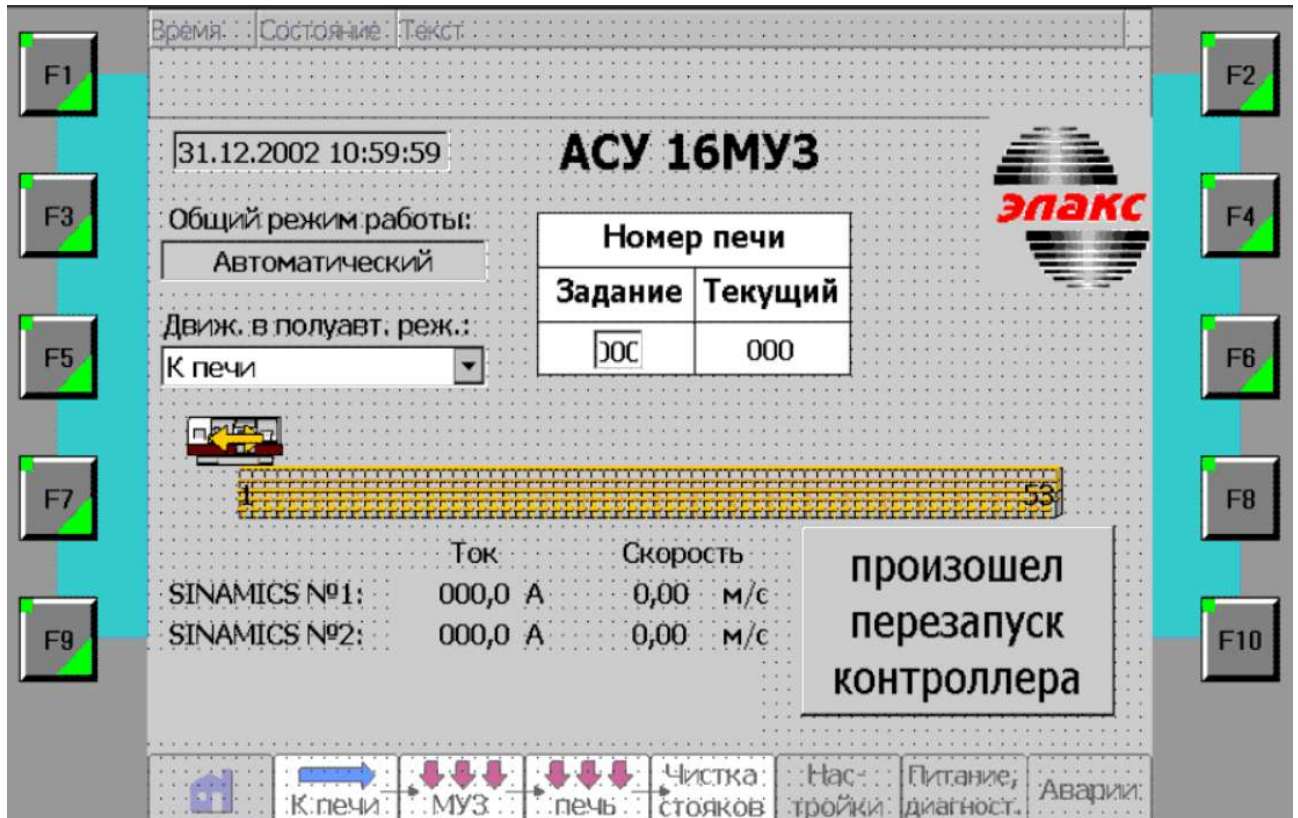 Время Состояние Текст
F1
F2
31.12.2002 10:59:59
АСУ 16МУЗ
элакс
F3
F4
Общий режим работы:
Автоматический
Номер печи
Задание Текущий
000
Движ. в полуавт. реж.:
К печи
F5
F6
F7
F8
1
53
Ток Скорость
SINAMICS №1: 000,0 А 0,00 м/с
SINAMICS №2: 000,0 А 0,00 м/с
произошел
перезапуск
контроллера
F9
F10
К печи
МУЗ
печь
Чистка
стояков
Нас-
тройки
Питание,
диагност.
Аварии